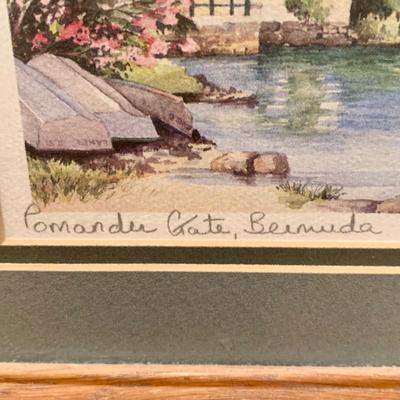 Pomander Gate, Bermuda